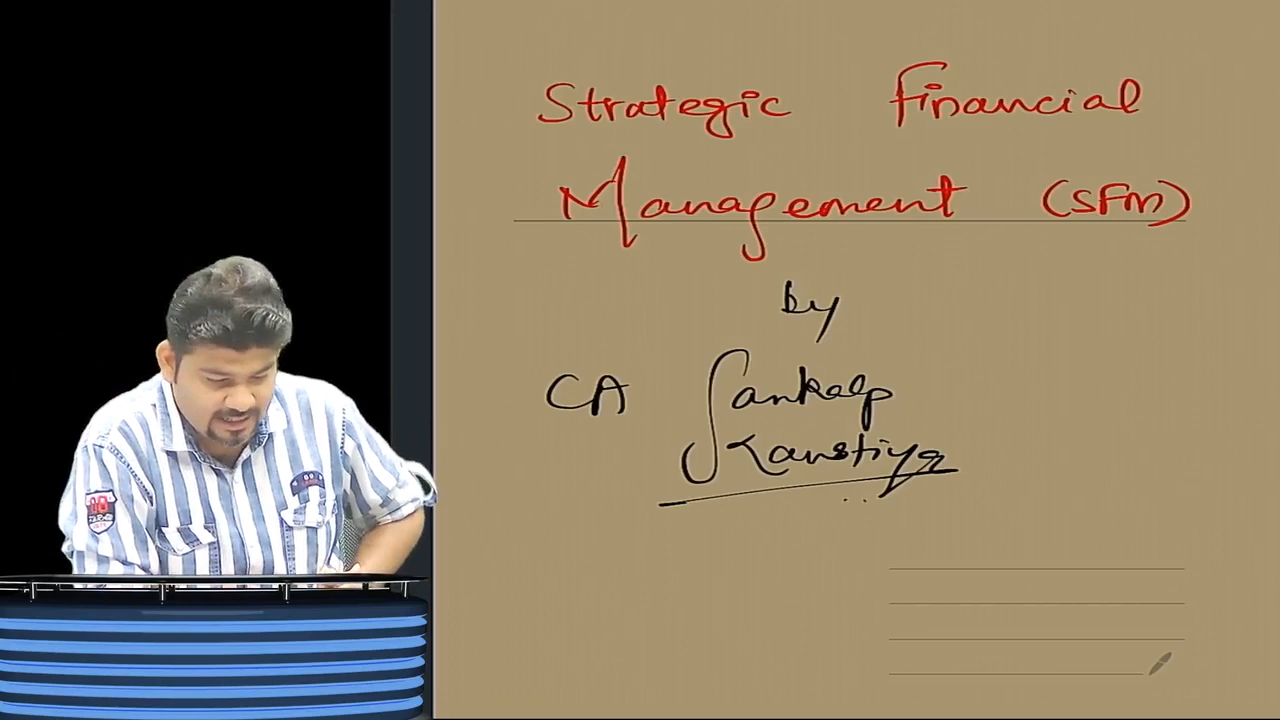 Strategic Financial
Management (SFM)
by
CA Sankalp
Kanstiya